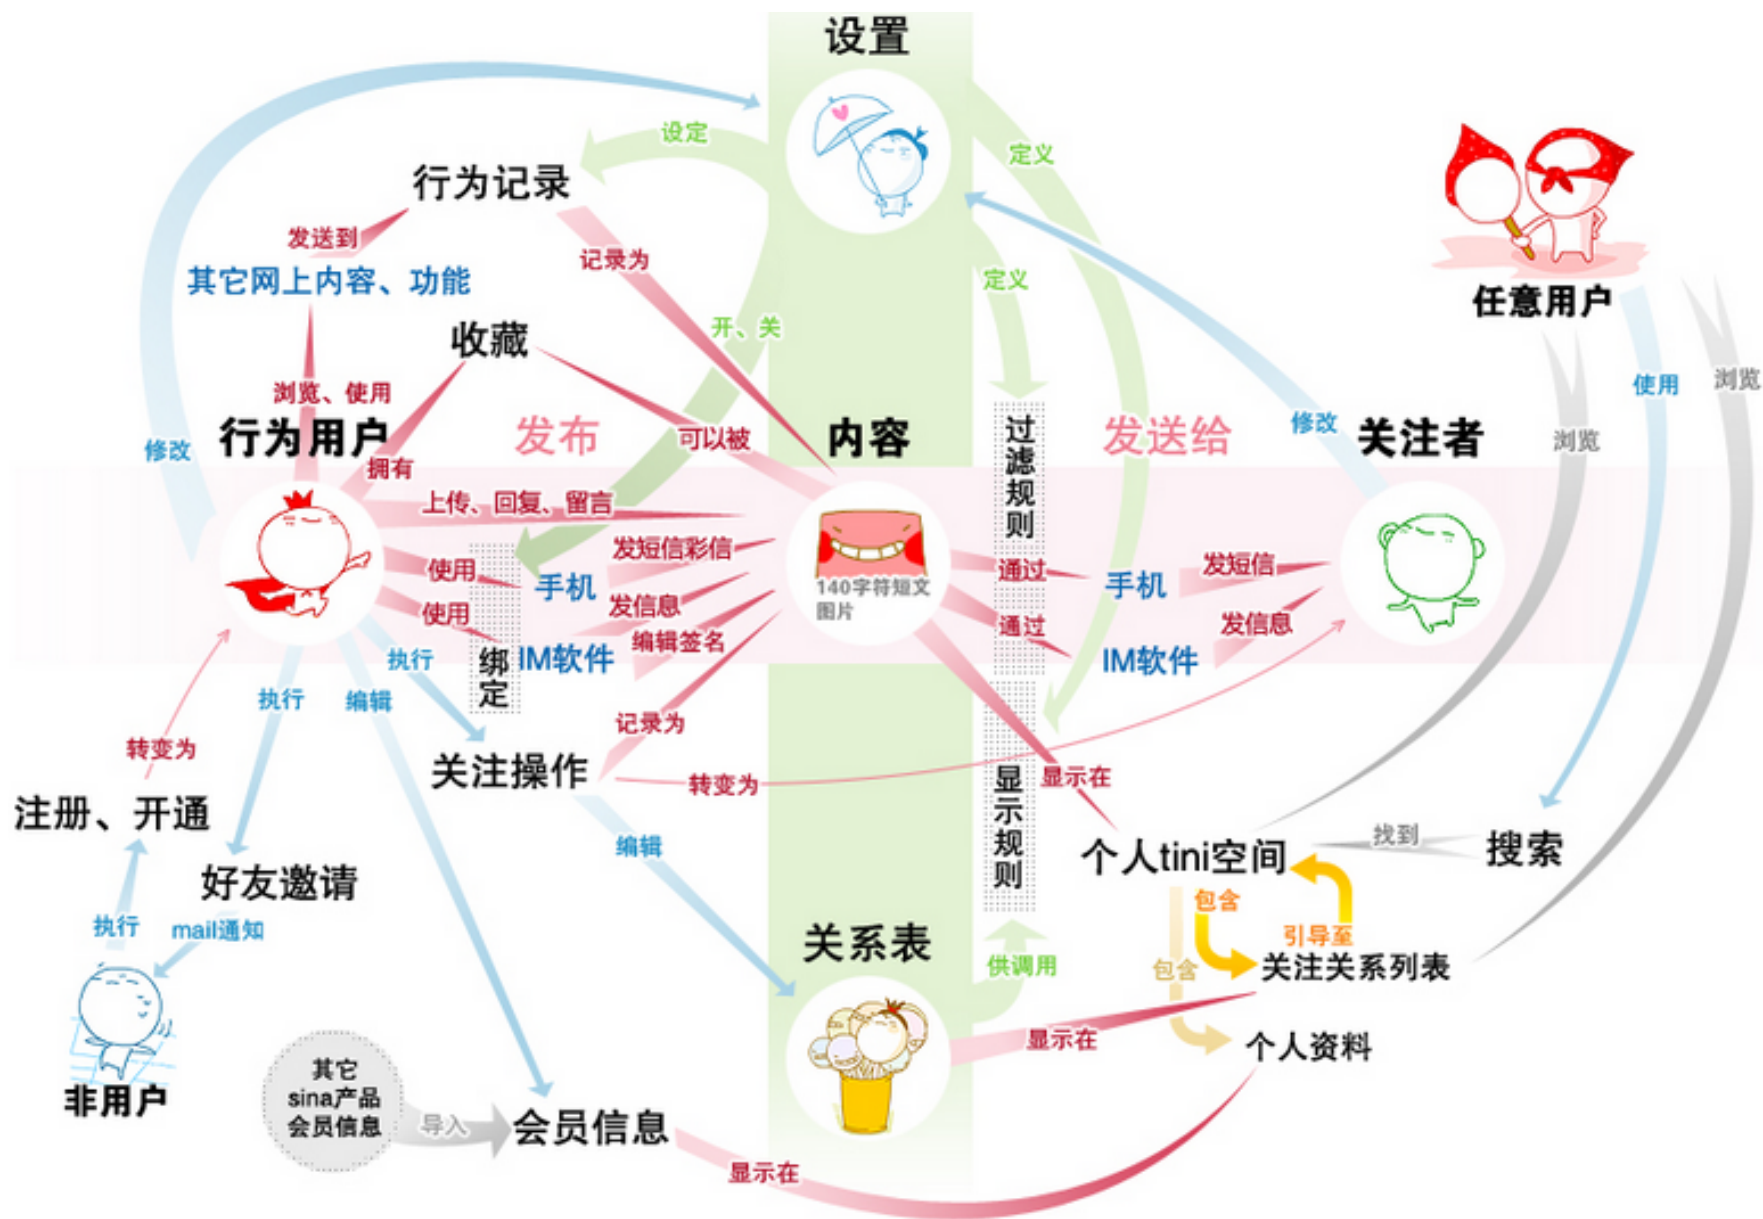 设置
设定
定义
行为记录
发送到
记录为
其它网上内容、功能
定义
任意用户
开、关
收藏
使用
浏览
浏览、使用
修改
行为用户
发布
可以被
内容
过滤规则
发送给
修改
关注者
浏览
拥有
上传、回复、留言
发短信彩信
使用
手机
140字符短文
图片
通过
手机
发短信
使用
发信息
编辑签名
通过
发信息
绑定
IM软件
IM软件
执行
执行
编辑
记录为
转变为
关注操作
转变为
显示在
显示规则
注册、开通
编辑
个人tini空间
找到
搜索
好友邀请
包含
执行
mail通知
关系表
引导至
供调用
包含
关注关系列表
显示在
个人资料
非用户
其它
sina产品
会员信息
导入
会员信息
显示在